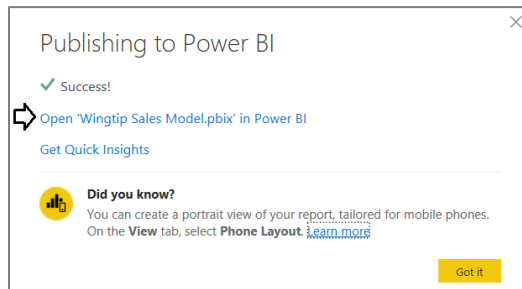 Publishing to Power BI
Success!
Open 'Wingtip Sales Model.pbix' in Power BI
Get Quick Insights
Did you know?
You can create a portrait view of your report, tailored for mobile phones.
On the View tab, select Phone Layout. Learn more
Got it